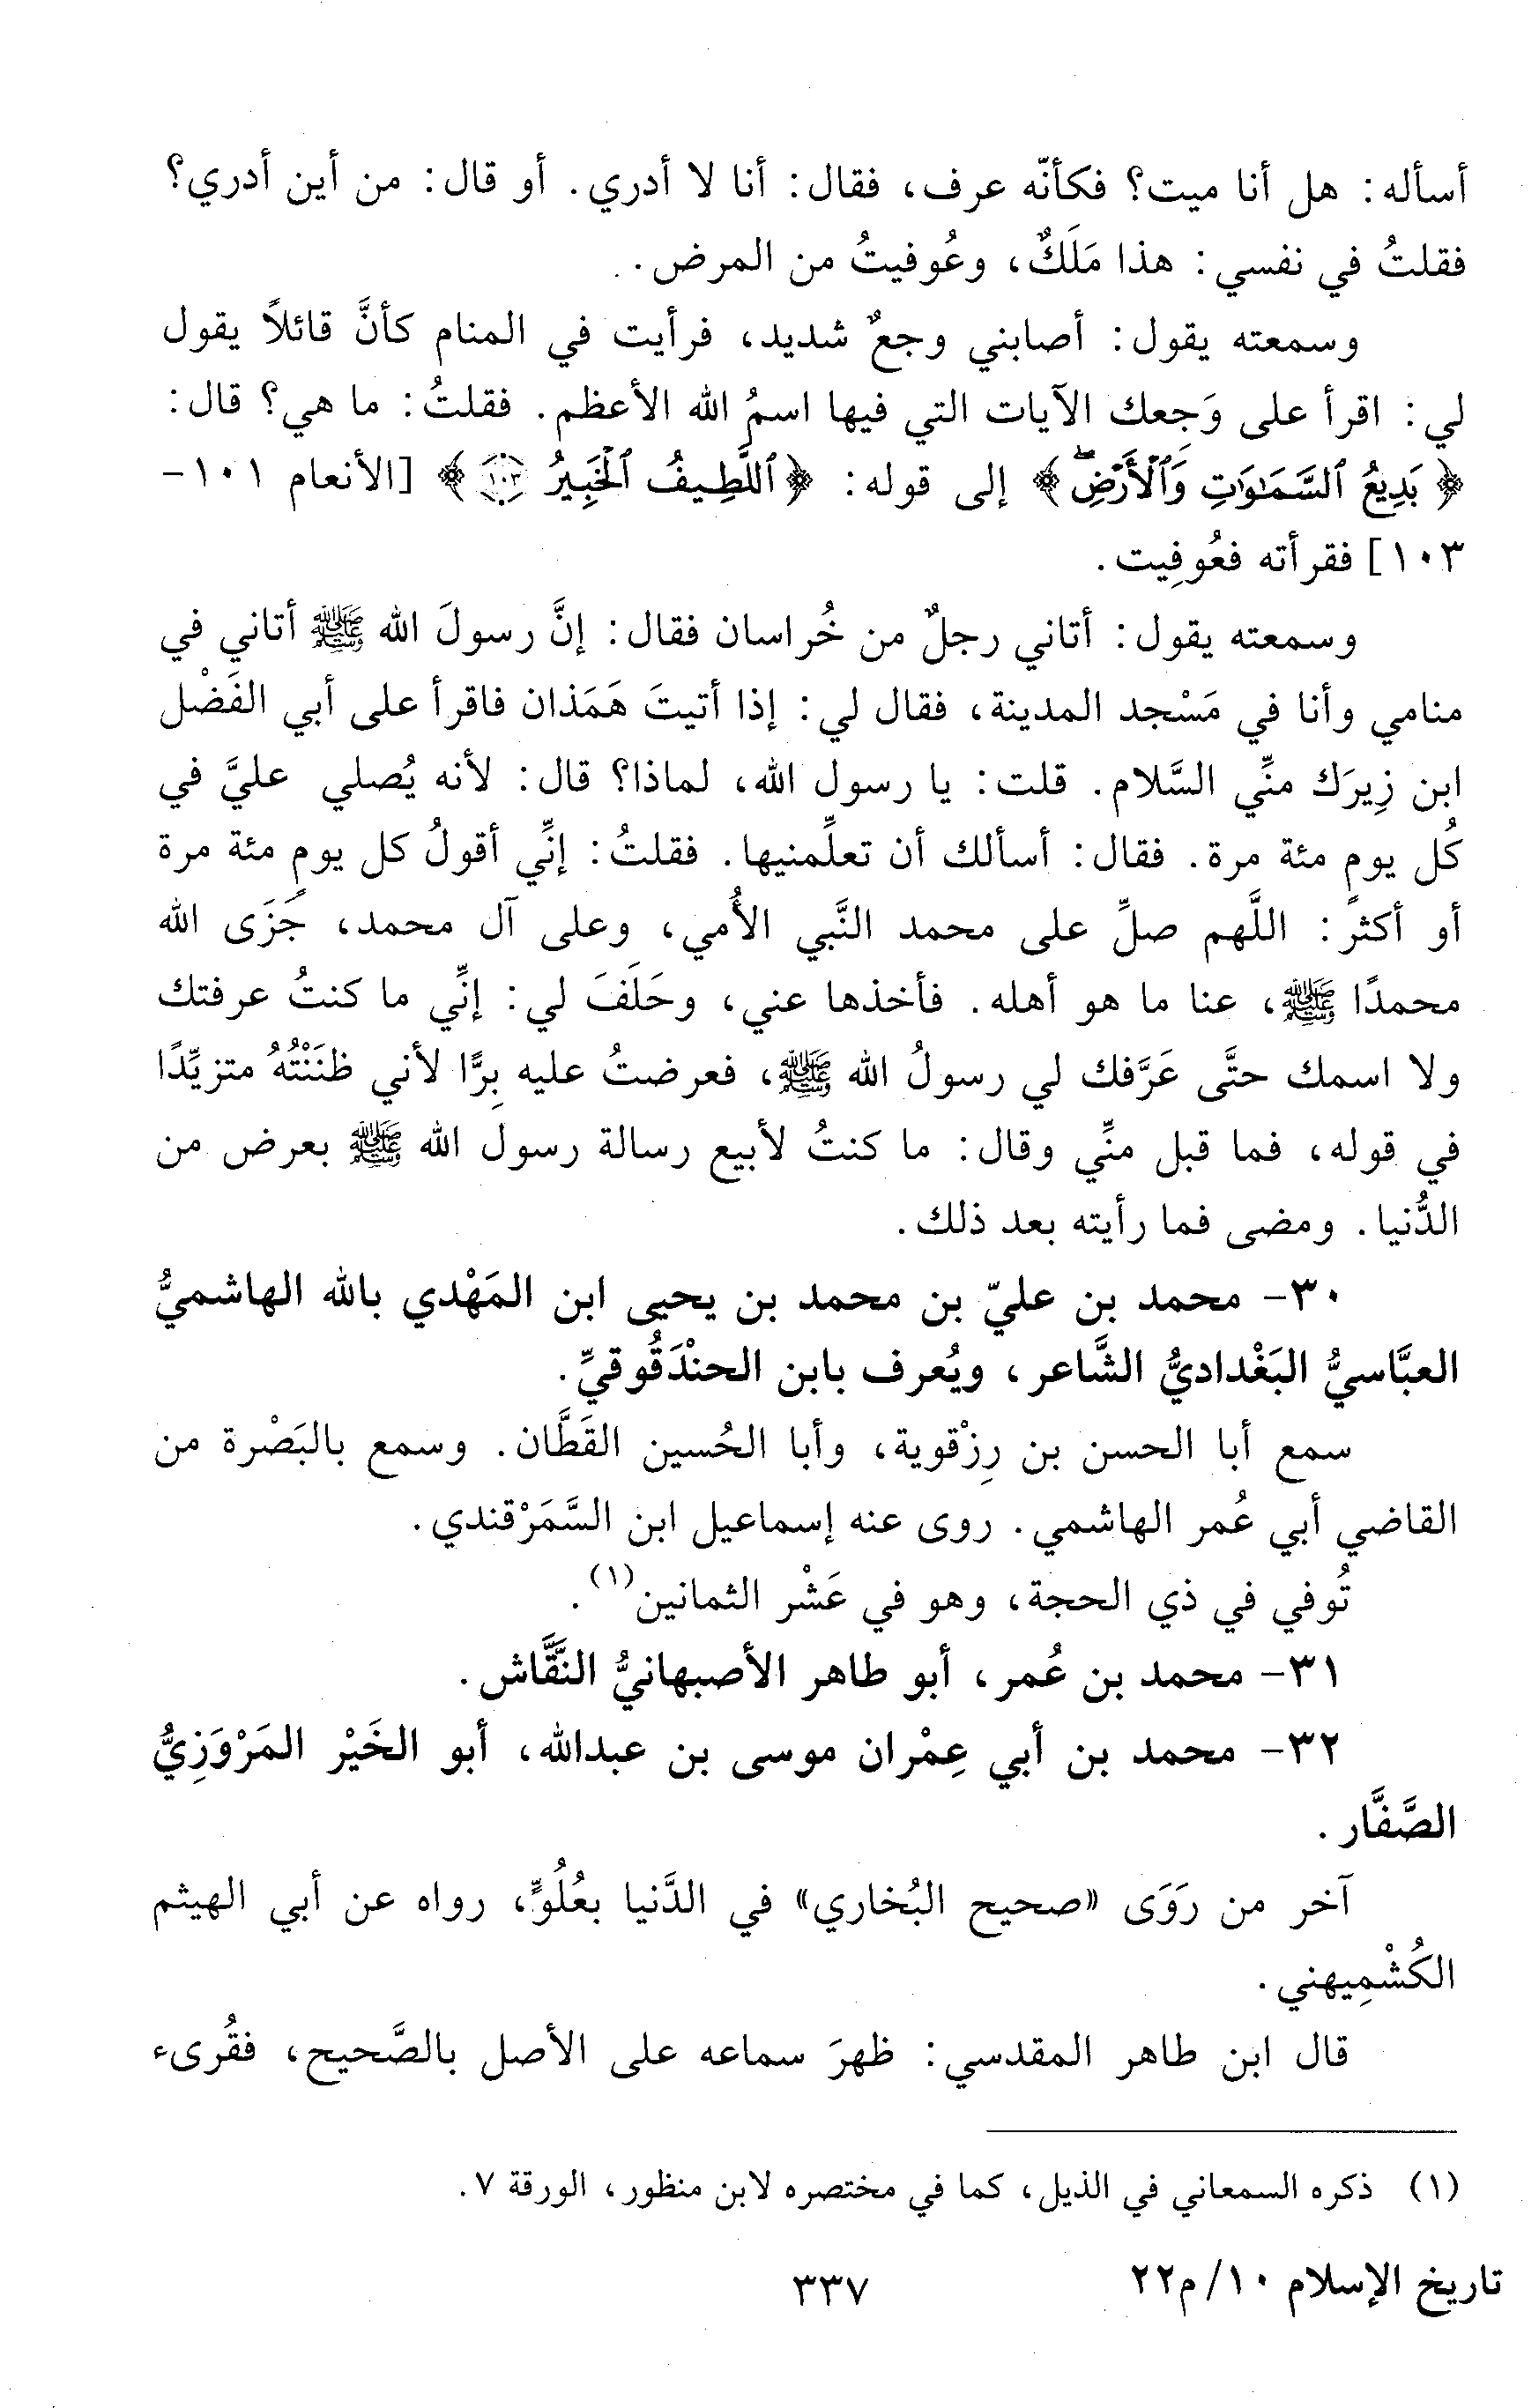 أسأله: هل أنا ميت؟ فكأنّه عرف، فقال: أنا لا أدري. أو قال: من أين أدري؟
فقلتُ في نفسي: هذا مَلَكٌ، وعُوفيتُ من المرض.
وسمعته يقول: أصابني وجعٌ شديد، فرأيت في المنام كأنَّ قائلاً يقول
لي: اقرأ على وَجعك الآيات التي فيها اسمُ الله الأعظم. فقلتُ: ما هي؟ قال:
﴿بَدِيعُ ٱلسَّمَٰوَٰتِ وَٱلْأَرْضِۖ﴾ إلى قوله: ﴿ٱللَّطِيفُ ٱلْخَبِيرُ ١٠٣﴾ [الأنعام ١٠١-
١٠٣] فقرأته فعُوفِيت.
وسمعته يقول: أتاني رجلٌ من خُراسان فقال: إنَّ رسولَ الله ﷺ أتاني في
منامي وأنا في مَسْجد المدينة، فقال لي: إذا أتيتَ هَمَذان فاقرأ على أبي الفَضْل
ابن زِيرَك منِّي السَّلام. قلت: يا رسول الله، لماذا؟ قال: لأنه يُصلي عليَّ في
كُل يومٍ مئة مرة. فقال: أسألك أن تعلِّمنيها. فقلتُ: إنِّي أقولُ كل يومٍ مئة مرة
أو أكثر: اللَّهم صلِّ على محمد النَّبي الأُمي، وعلى آل محمد، جَزَى الله
محمدًا ﷺ، عنا ما هو أهله. فأخذها عني، وحَلَفَ لي: إنِّي ما كنتُ عرفتك
ولا اسمك حتَّى عَرَّفك لي رسولُ الله ﷺ، فعرضتُ عليه بِرًّا لأني ظنَنْتُهُ متزيِّدًا
في قوله، فما قبل منِّي وقال: ما كنتُ لأبيع رسالة رسول الله ﷺ بعرض من
الدُّنيا. ومضى فما رأيته بعد ذلك.
٣٠- محمد بن عليّ بن محمد بن يحيى ابن المَهْدي بالله الهاشميُّ
العبَّاسيُّ البَغْداديُّ الشَّاعر، ويُعرف بابن الحنْدَقُوقيِّ.
سمع أبا الحسن بن رِزْقوية، وأبا الحُسين القَطَّان. وسمع بالبَصْرة من
القاضي أبي عُمر الهاشمي. روى عنه إسماعيل ابن السَّمَرْقندي.
تُوفي في ذي الحجة، وهو في عَشْر الثمانين(١).
٣١- محمد بن عُمر، أبو طاهر الأصبهانيُّ النَّقَّاش.
٣٢- محمد بن أبي عِمْران موسى بن عبدالله، أبو الخَيْر المَرْوَزِيُّ
الصَّفَّار.
آخر من رَوَى «صحيح البُخاري» في الدَّنيا بعُلُوٍّ، رواه عن أبي الهيثم
الكُشْمِيهني.
قال ابن طاهر المقدسي: ظهرَ سماعه على الأصل بالصَّحيح، فقُرىء
(١) ذكره السمعاني في الذيل، كما في مختصره لابن منظور، الورقة ٧.
تاريخ الإسلام ١٠/ م٢٢
٣٣٧